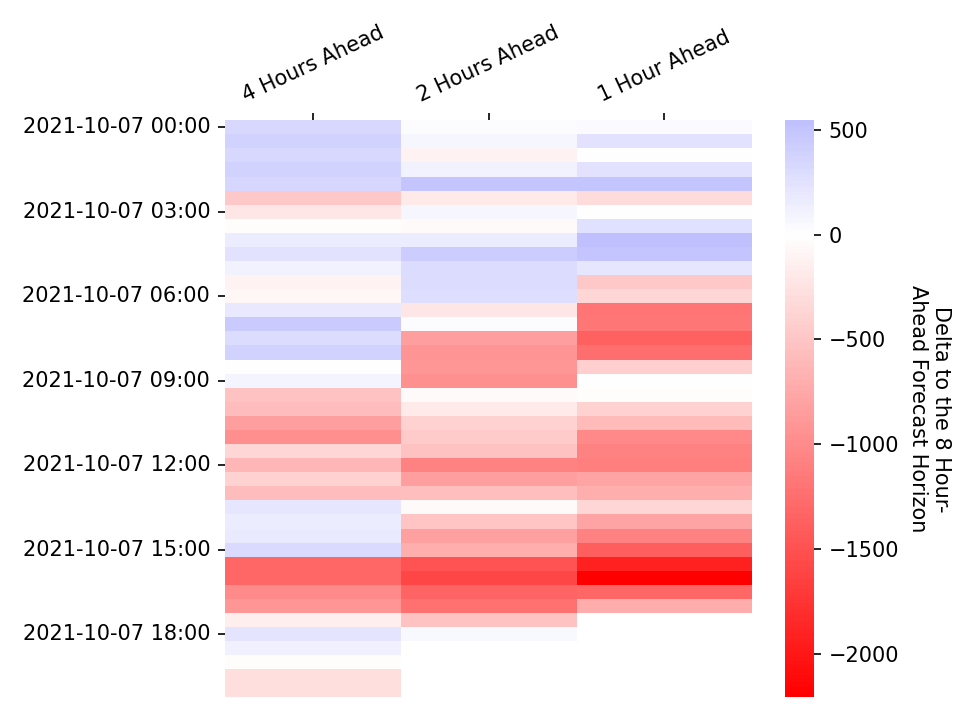 4 Hours Ahead
2 Hours Ahead
1 Hour Ahead
2021-10-07 00:00
2021-10-07 03:00
2021-10-07 06:00
2021-10-07 09:00
2021-10-07 12:00
2021-10-07 15:00
2021-10-07 18:00
500
0
−500
−1000
−1500
−2000
Delta to the 8 Hour-
Ahead Forecast Horizon